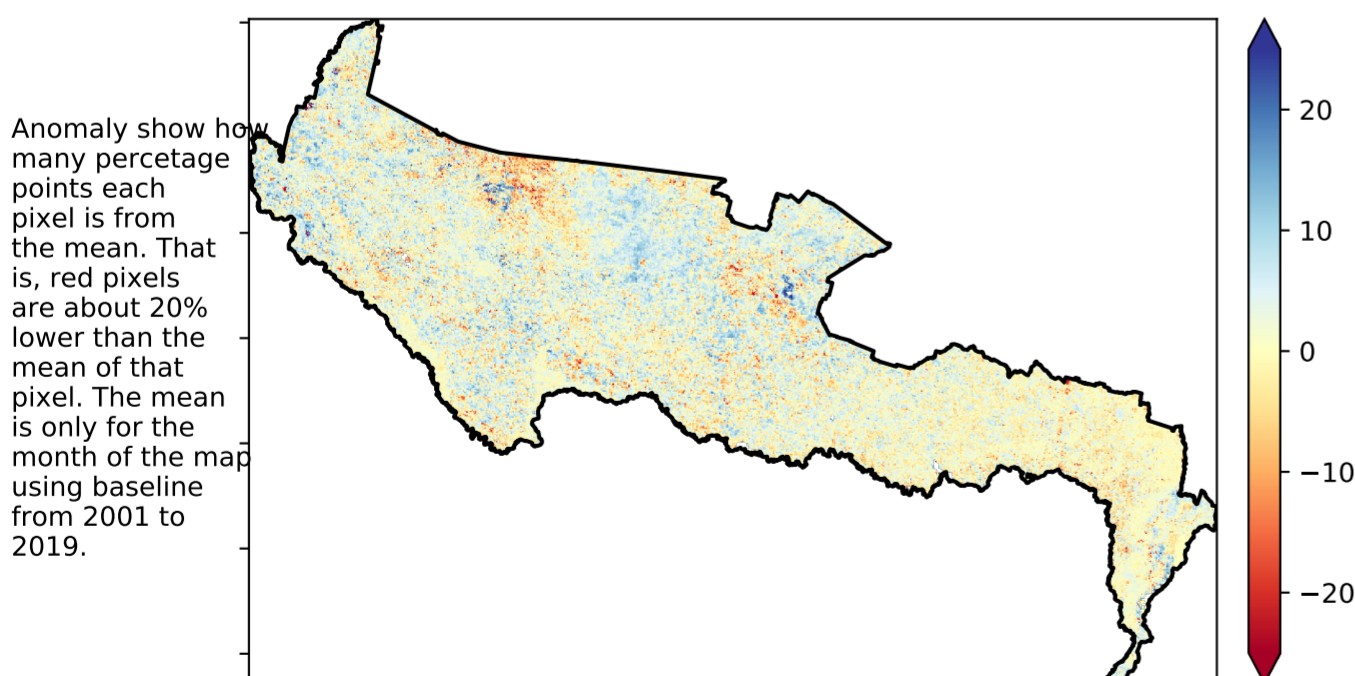 Anomaly show how
many percetage
points each
pixel is from
the mean. That
is, red pixels
are about 20%
lower than the
mean of that
pixel. The mean
is only for the
month of the map
using baseline
from 2001 to
2019.
20
10
0
−10
−20